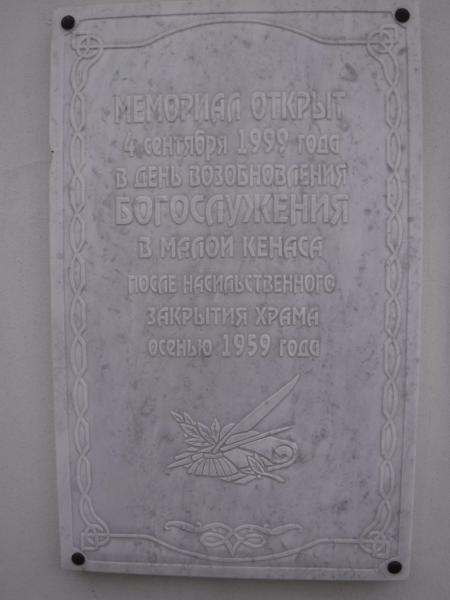 МЕМОРИАЛ ОТКРЫТ
4 сентября 1999 года
В ДЕНЬ ВОЗОБНОВЛЕНИЯ
БОГОСЛУЖЕНИЯ
В МАЛОЙ КЕНАСА
ПОСЛЕ НАСИЛЬСТВЕННОГО
ЗАКРЫТИЯ ХРАМА
осенью 1959 года